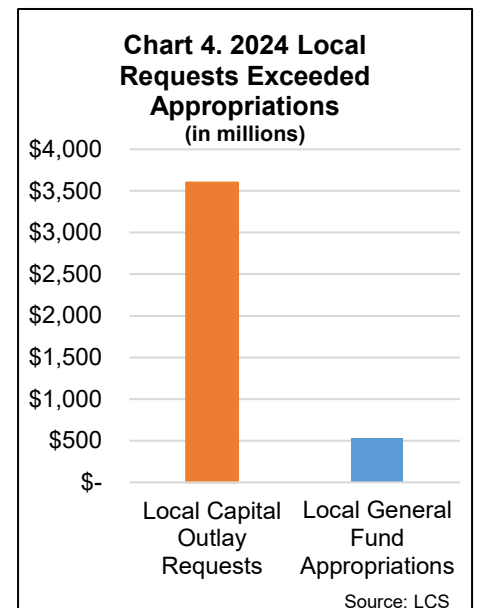 Chart 4. 2024 Local
Requests Exceeded
Appropriations
(in millions)
$4,000
$3,500
$3,000
$2,500
$2,000
$1,500
$1,000
$500
$-
Local Capital
Outlay
Requests
Local General
Fund
Appropriations
Source: LCS